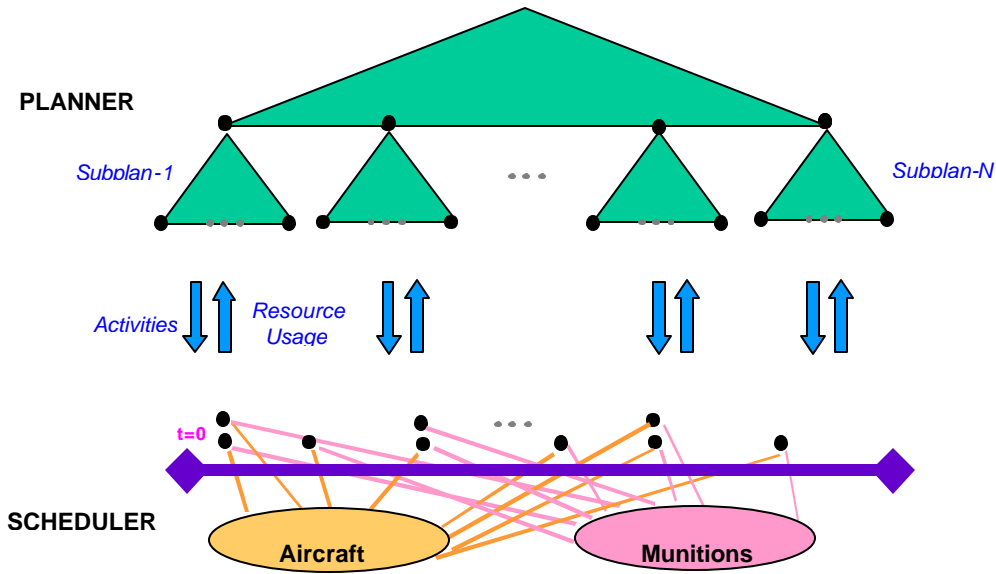 PLANNER
Subplan-1
Subplan-N
Activities
Resource
Usage
t=0
SCHEDULER
Aircraft
Munitions